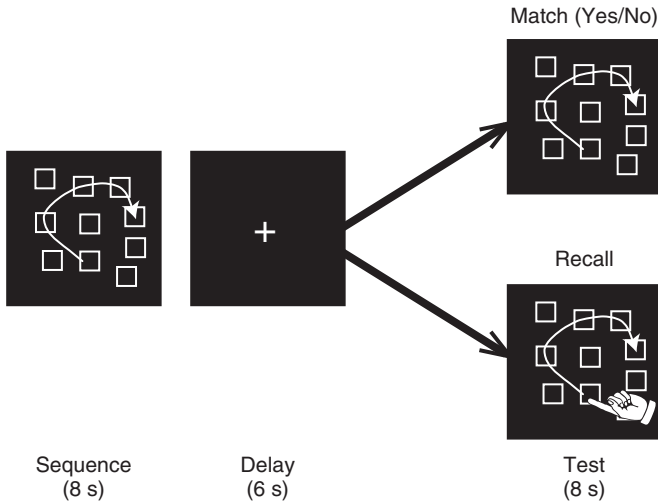 Match (Yes/No)
Recall
Sequence
(8 s)
Delay
(6 s)
Test
(8 s)